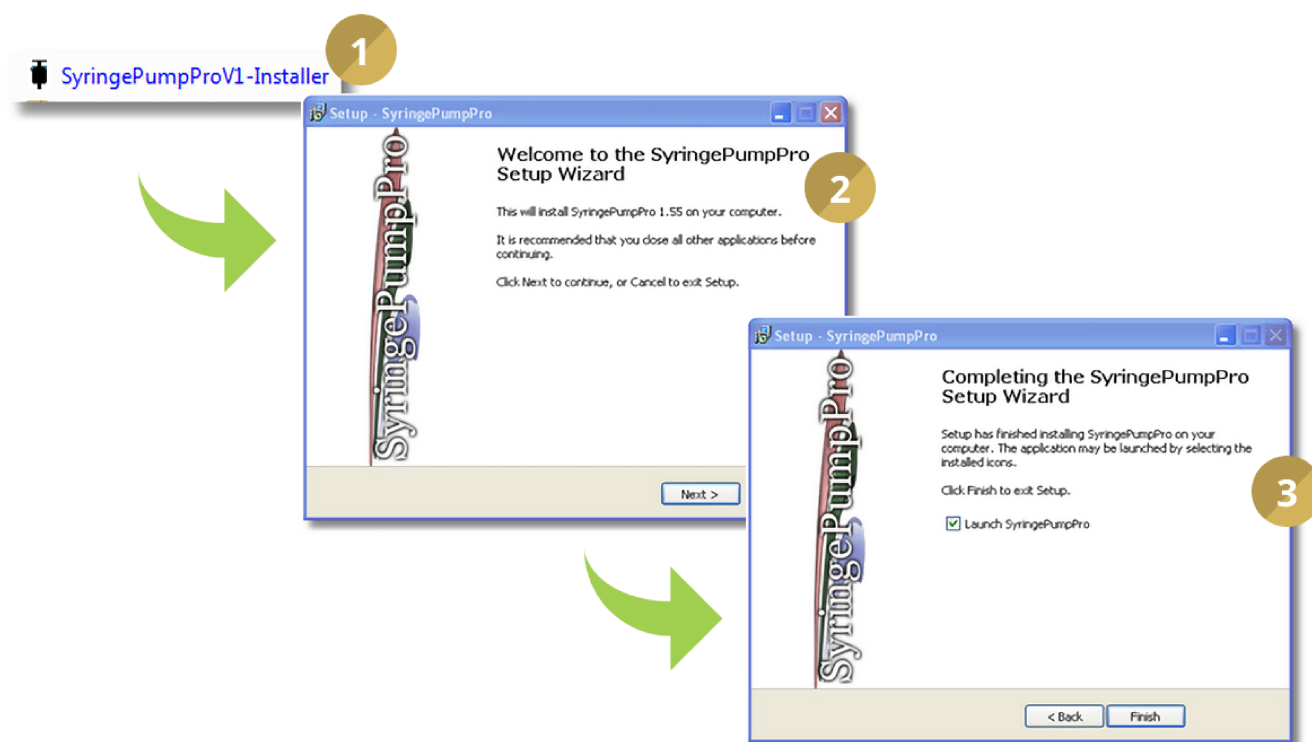 1
SyringePumpProV1-Installer
Setup - SyringePumpPro
SyringePumpPro
Welcome to the SyringePumpPro
Setup Wizard
2
This will install SyringePumpPro 1.55 on your computer.
It is recommended that you close all other applications before
continuing.
Click Next to continue, or Cancel to exit Setup.
Next >
Setup - SyringePumpPro
SyringePumpPro
Completing the SyringePumpPro
Setup Wizard
Setup has finished installing SyringePumpPro on your
computer. The application may be launched by selecting the
installed icons.
Click Finish to exit Setup.
3
Launch SyringePumpPro
< Back
Finish